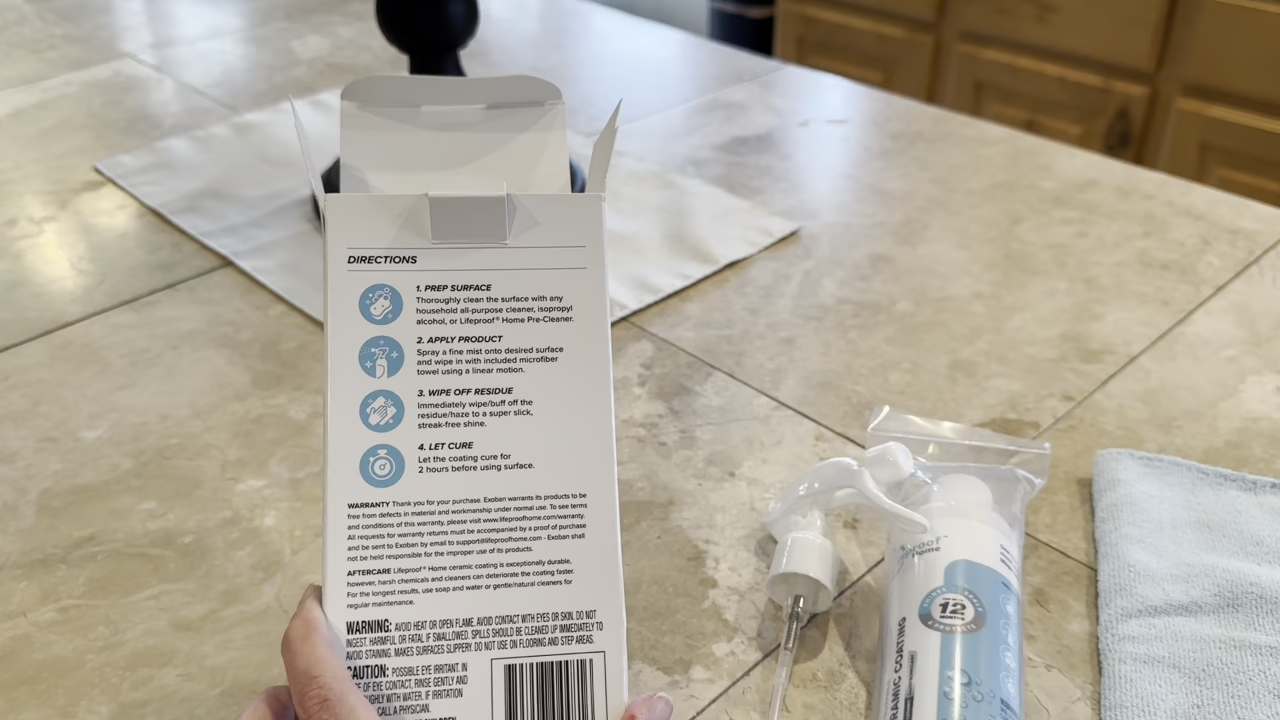 DIRECTIONS
1. PREP SURFACE
Thoroughly clean the surface with any
household all-purpose cleaner, isopropyl
alcohol, or Lifeproof® Home Pre-Cleaner.
2. APPLY PRODUCT
Spray a fine mist onto desired surface
and wipe in with included microfiber
towel using a linear motion.
3. WIPE OFF RESIDUE
Immediately wipe/buff off the
residue/haze to a super slick,
streak-free shine.
4. LET CURE
Let the coating cure for
2 hours before using surface.
WARRANTY Thank you for your purchase. Exoban warrants its products to be
free from defects in material and workmanship under normal use. To see terms
and conditions of this warranty, please visit www.lifeproofhome.com/warranty.
All requests for warranty returns must be accompanied by a proof of purchase
and be sent to Exoban by email to support@lifeproofhome.com - Exoban shall
not be held responsible for the improper use of its products.
AFTERCARE Lifeproof® Home ceramic coating is exceptionally durable,
however, harsh chemicals and cleaners can deteriorate the coating faster.
For the longest results, use soap and water or gentle/natural cleaners for
regular maintenance.
WARNING: AVOID HEAT OR OPEN FLAME. AVOID CONTACT WITH EYES OR SKIN. DO NOT
INGEST. HARMFUL OR FATAL IF SWALLOWED. SPILLS SHOULD BE CLEANED UP IMMEDIATELY TO
AVOID STAINING. MAKES SURFACES SLIPPERY. DO NOT USE ON FLOORING AND STEP AREAS.
CAUTION: POSSIBLE EYE IRRITANT. IN
OF EYE CONTACT, RINSE GENTLY AND
WITH WATER. IF IRRITATION
CALL A PHYSICIAN.
proof™
Home
12
MONTHS
& PROTECTS
RAMIC COATING